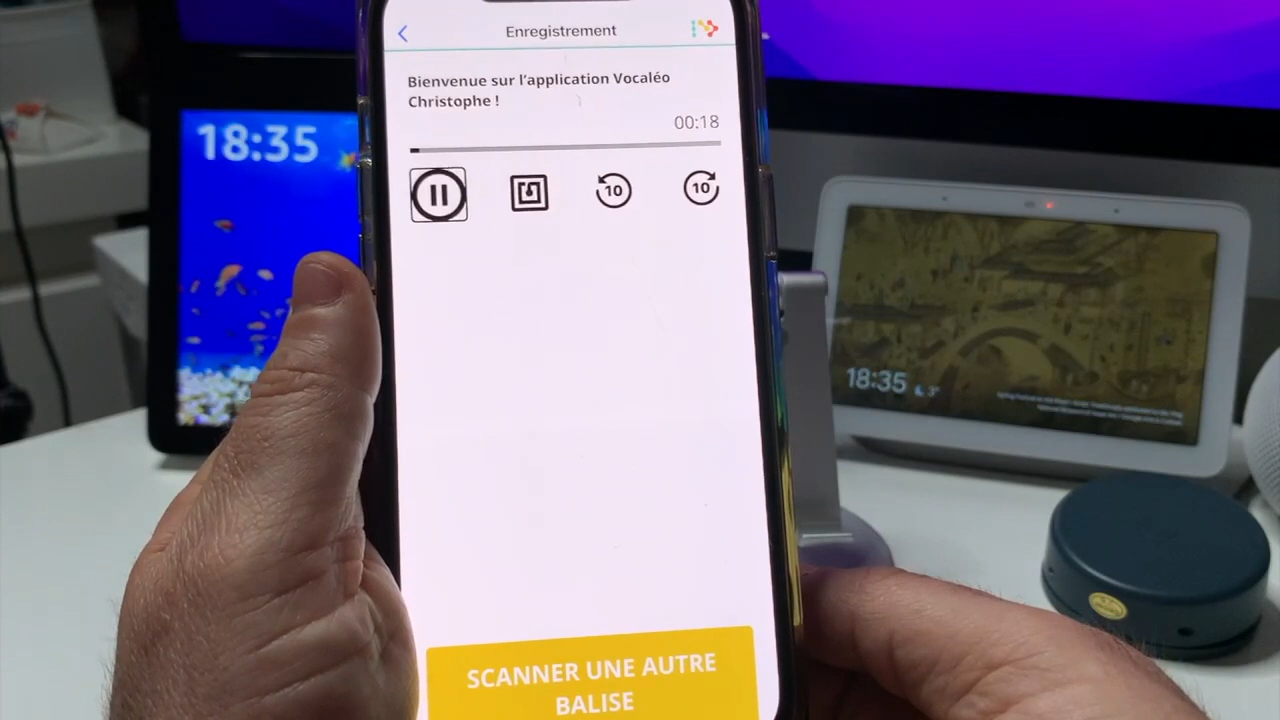 Enregistrement
Bienvenue sur l'application Vocaléo
Christophe !
00:18
10
10
SCANNER UNE AUTRE
BALISE
18:35
18:35